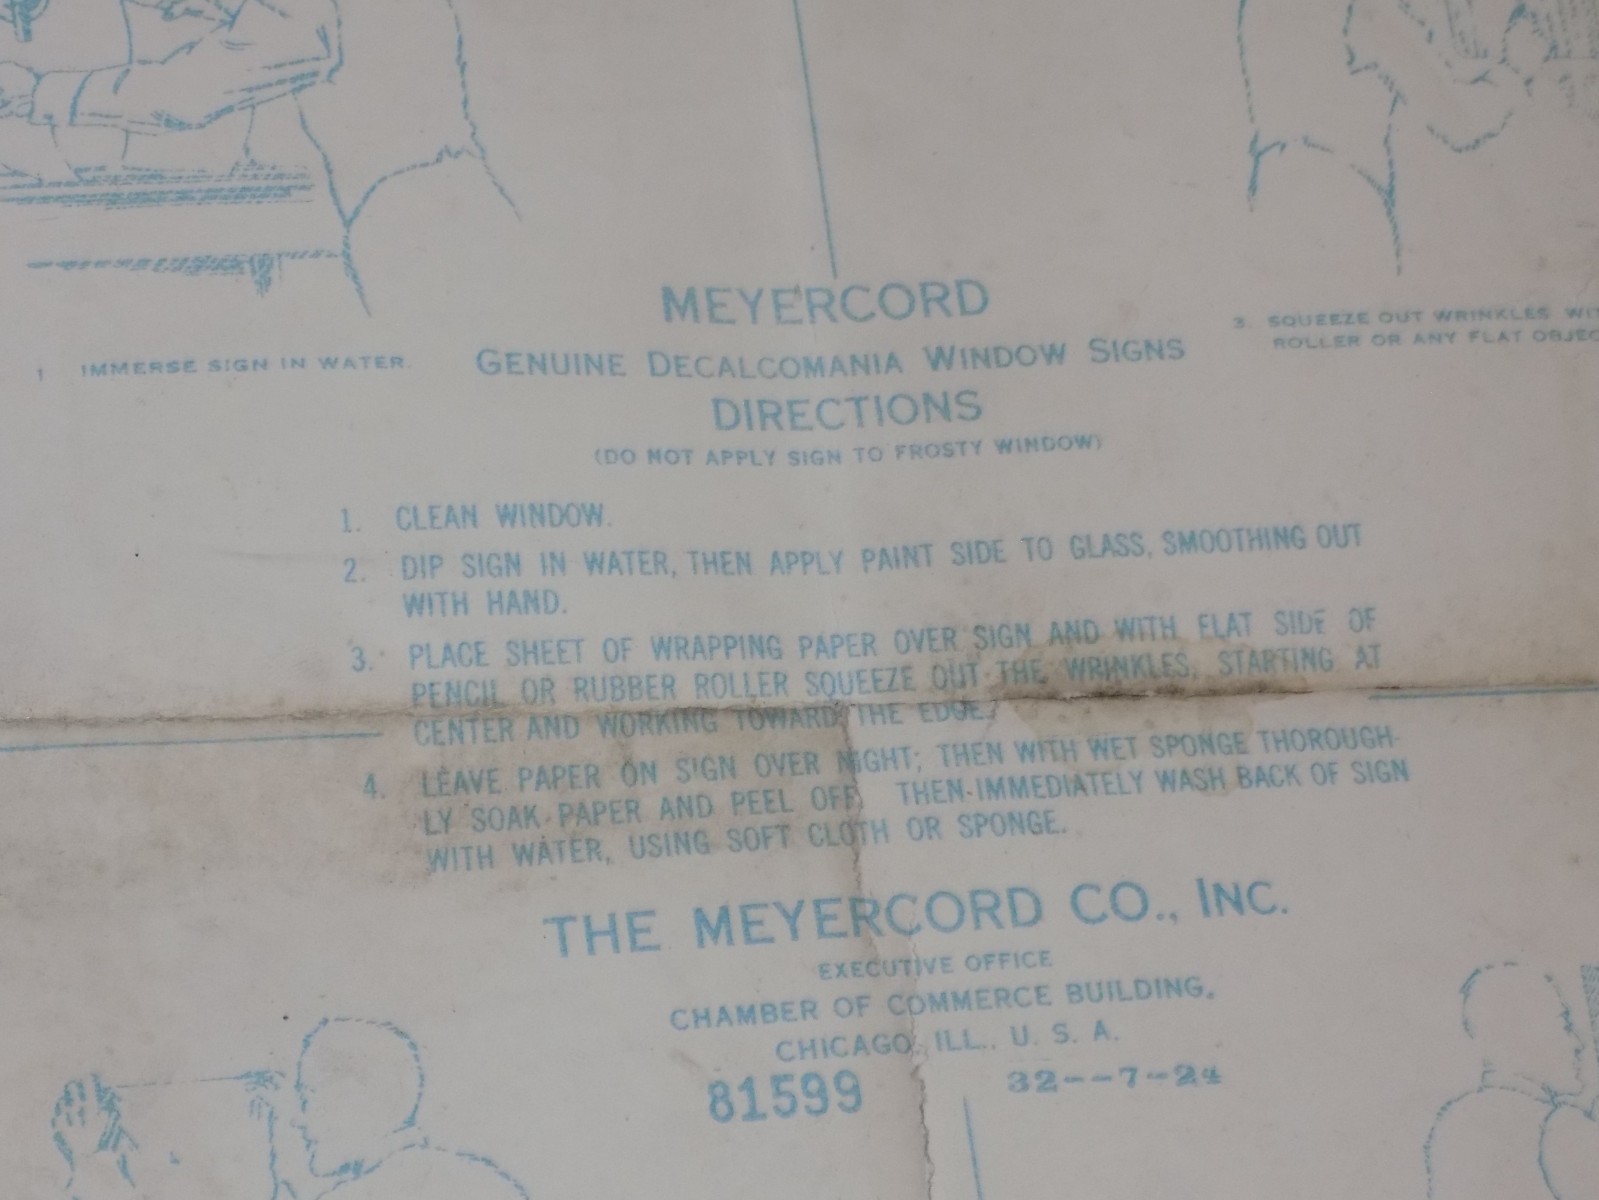 MEYERCORD
GENUINE DECALCOMANIA WINDOW SIGNS
DIRECTIONS
(DO NOT APPLY SIGN TO FROSTY WINDOW)
1 IMMERSE SIGN IN WATER.
3. SQUEEZE OUT WRINKLES
ROLLER OR ANY FLAT
1. CLEAN WINDOW.
2. DIP SIGN IN WATER, THEN APPLY PAINT SIDE TO GLASS, SMOOTHING OUT
WITH HAND.
3. PLACE SHEET OF WRAPPING PAPER OVER SIGN AND WITH FLAT SIDE OF
PENCIL OR RUBBER ROLLER SQUEEZE OUT THE WRINKLES, STARTING AT
CENTER AND WORKING TOWARD THE EDGE.
4. LEAVE PAPER ON SIGN OVER NIGHT; THEN WITH WET SPONGE THOROUGH-
LY SOAK PAPER AND PEEL OFF. THEN IMMEDIATELY WASH BACK OF SIGN
WITH WATER, USING SOFT CLOTH OR SPONGE.
THE MEYERCORD CO., INC.
EXECUTIVE OFFICE
CHAMBER OF COMMERCE BUILDING,
CHICAGO, ILL., U. S. A.
81599 32--7-24